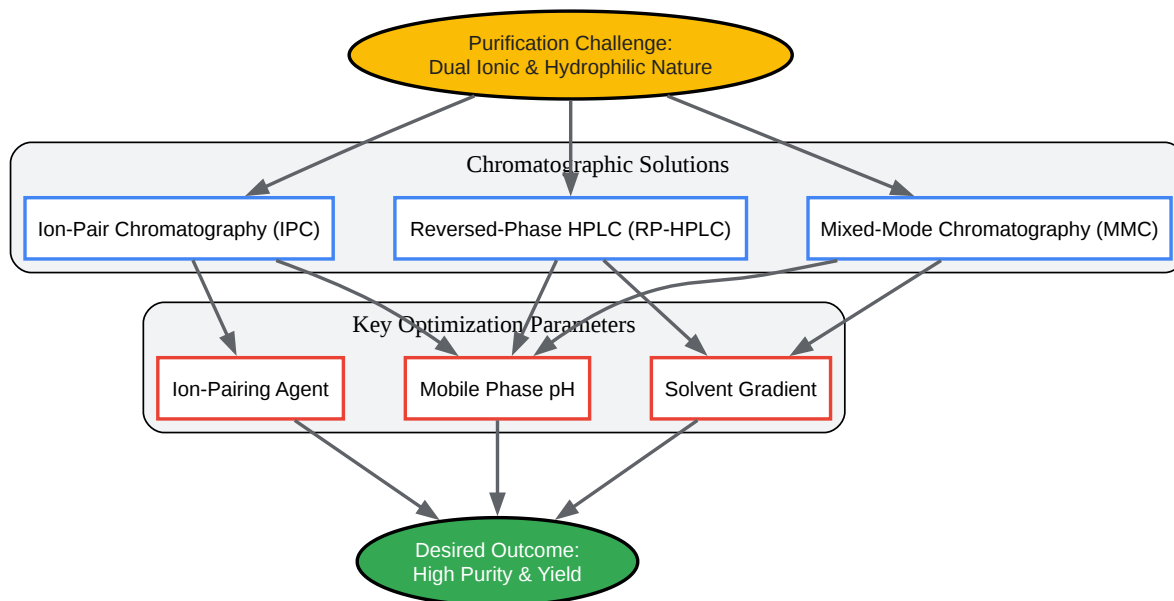 Purification Challenge:
Dual Ionic & Hydrophilic Nature
Chromatographic Solutions
Ion-Pair Chromatography (IPC)
Reversed-Phase HPLC (RP-HPLC)
Mixed-Mode Chromatography (MMC)
Key Optimization Parameters
Ion-Pairing Agent
Mobile Phase pH
Solvent Gradient
Desired Outcome:
High Purity & Yield